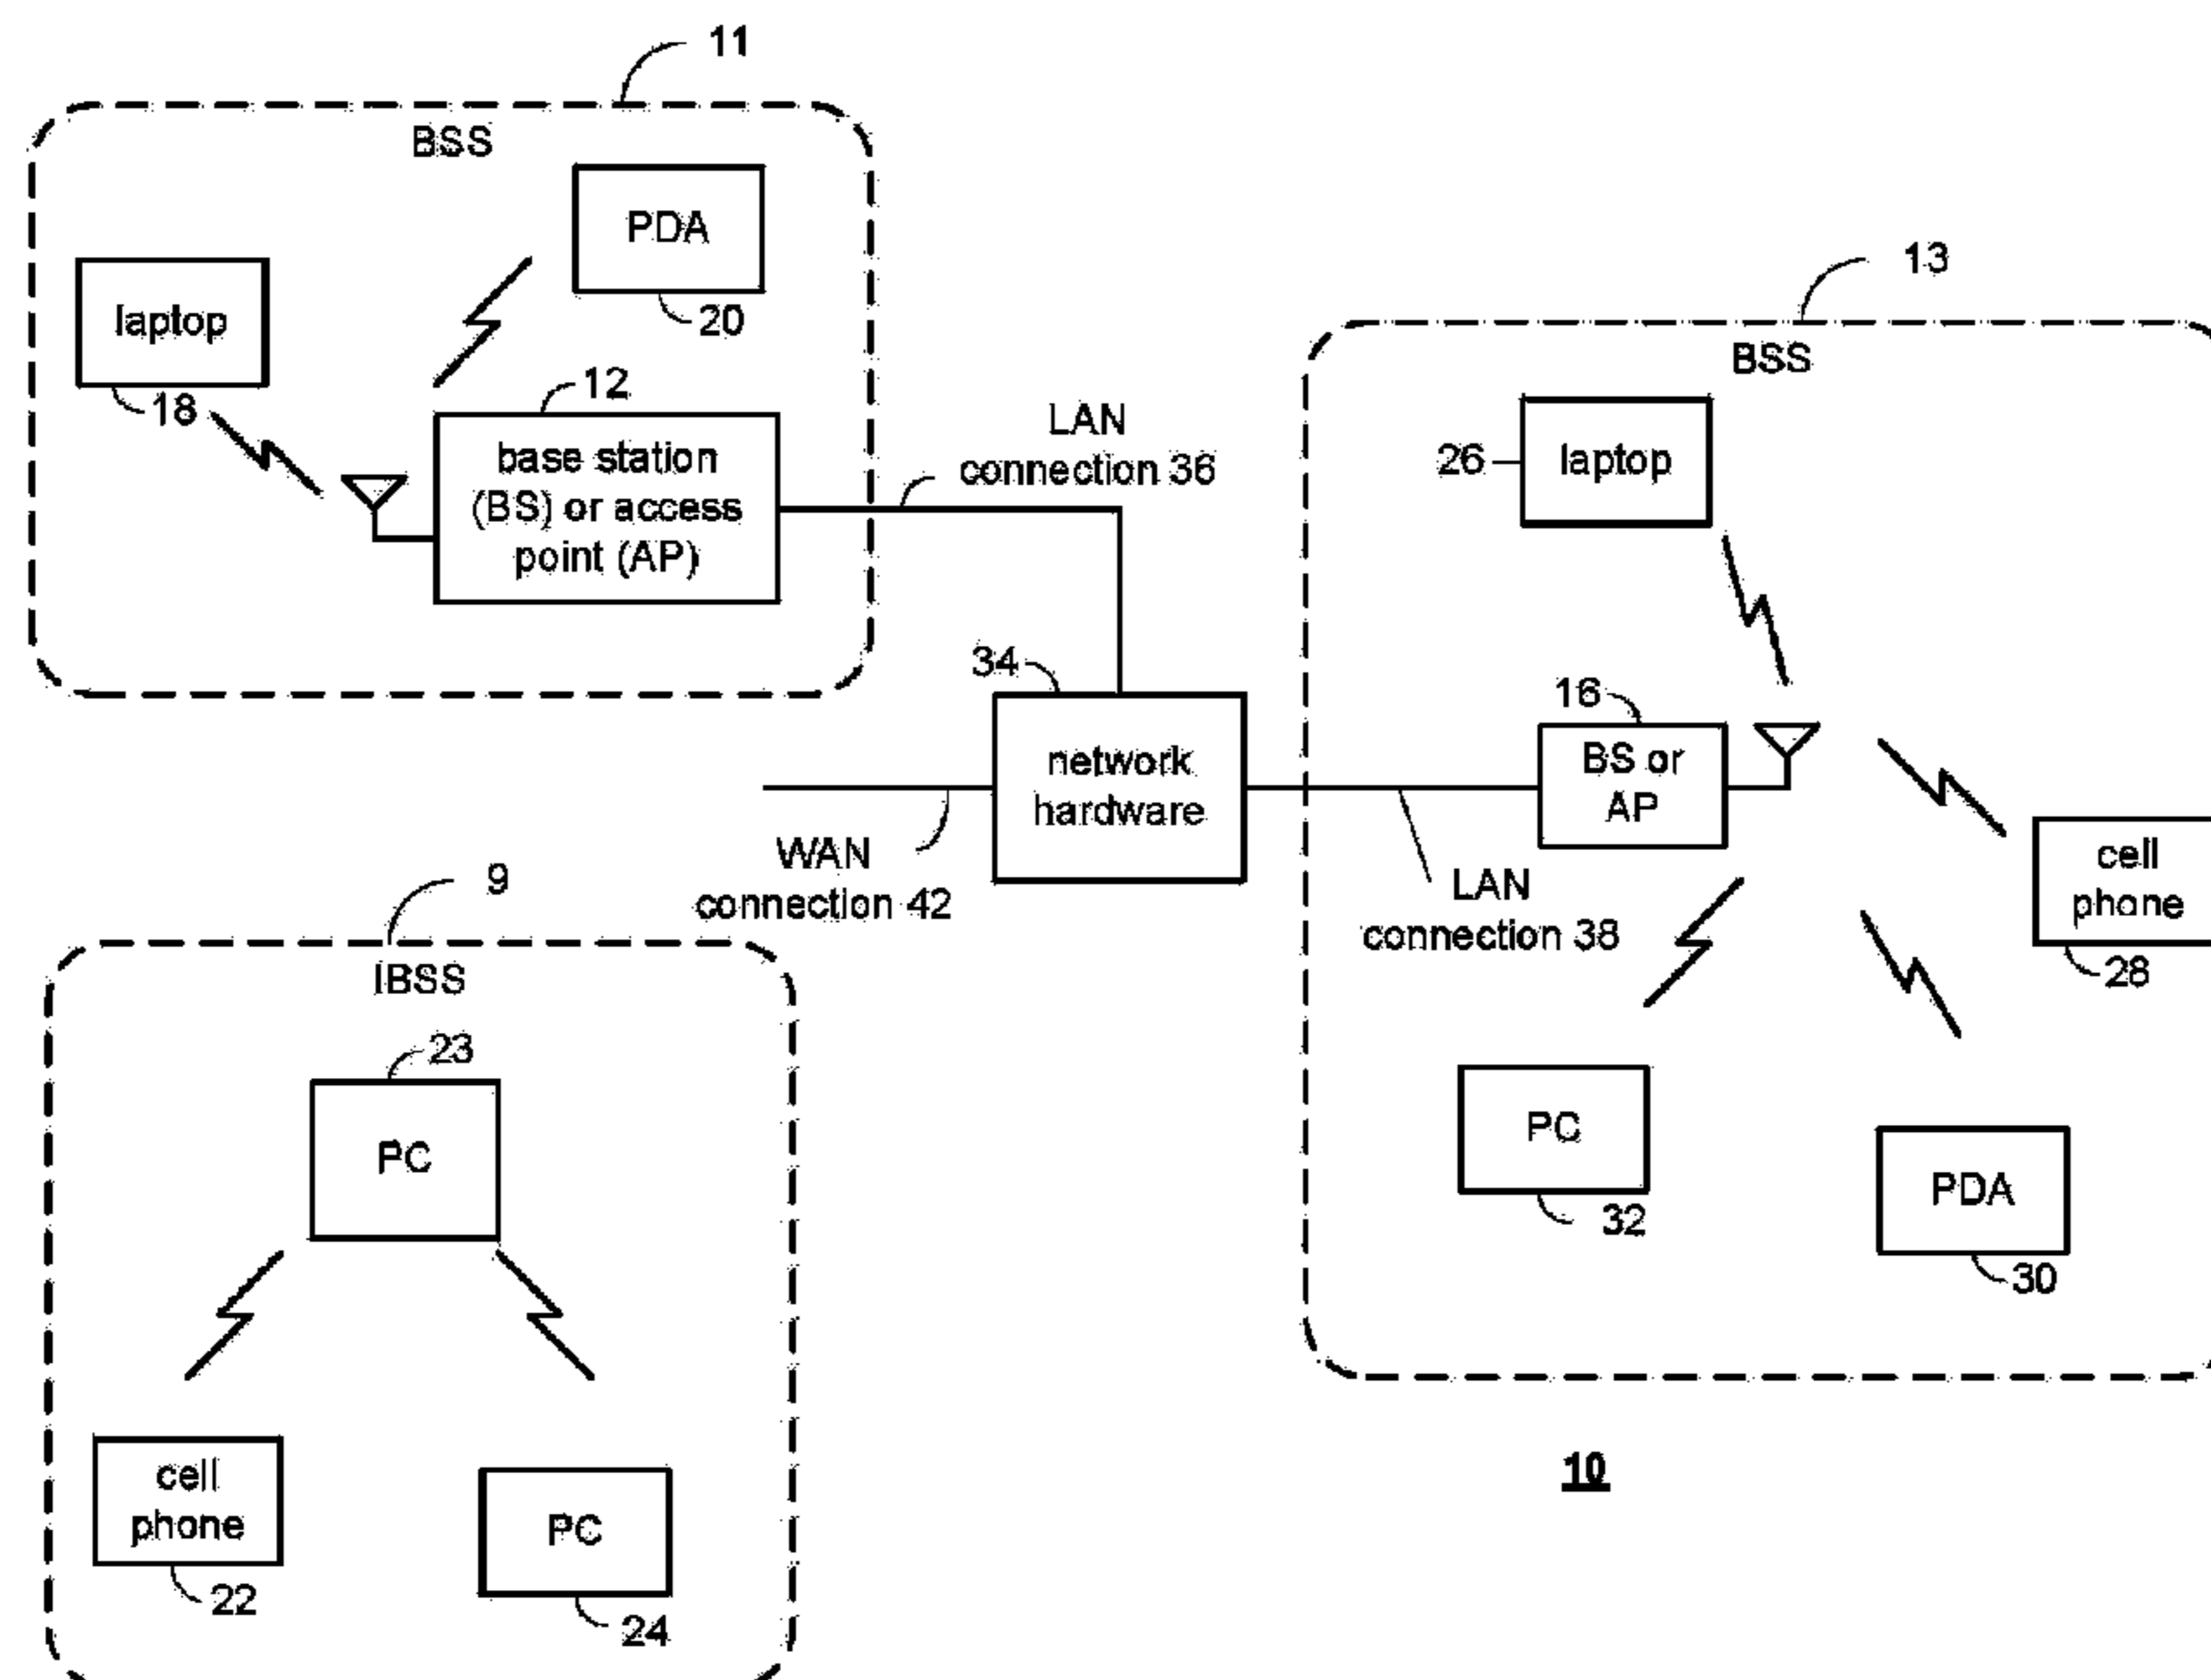 11
BSS
PDA
20
laptop
18
12
base station
(BS) or access
point (AP)
LAN
connection 36
13
BSS
26
laptop
34
network
hardware
16
BS or
AP
WAN
connection 42
LAN
connection 38
cell
phone
28
PC
32
PDA
30
9
IBSS
23
PC
cell
phone
22
PC
24
10